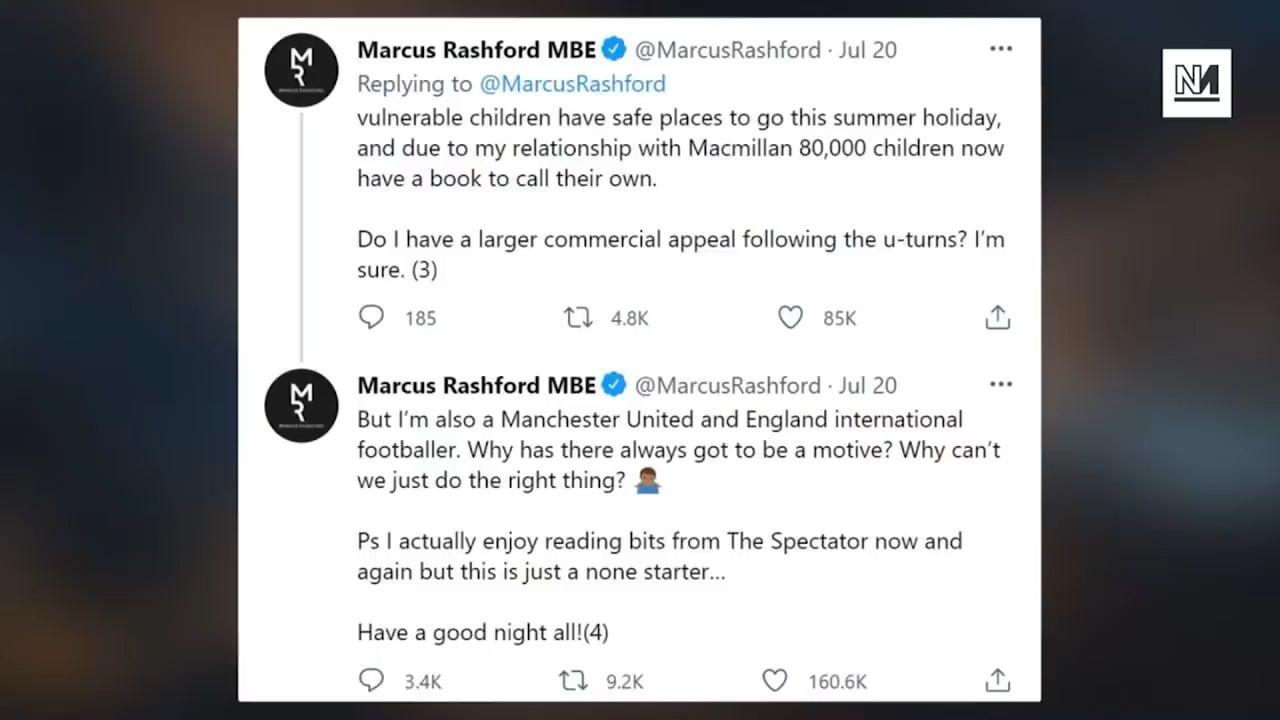 Marcus Rashford MBE @MarcusRashford · Jul 20
Replying to @MarcusRashford
vulnerable children have safe places to go this summer holiday,
and due to my relationship with Macmillan 80,000 children now
have a book to call their own.
Do I have a larger commercial appeal following the u-turns? I'm
sure. (3)
185 4.8K 85K
Marcus Rashford MBE @MarcusRashford · Jul 20
But I'm also a Manchester United and England international
footballer. Why has there always got to be a motive? Why can't
we just do the right thing? 🤷🏾‍♂️
Ps I actually enjoy reading bits from The Spectator now and
again but this is just a none starter...
Have a good night all!(4)
3.4K 9.2K 160.6K
MR
MR
NM